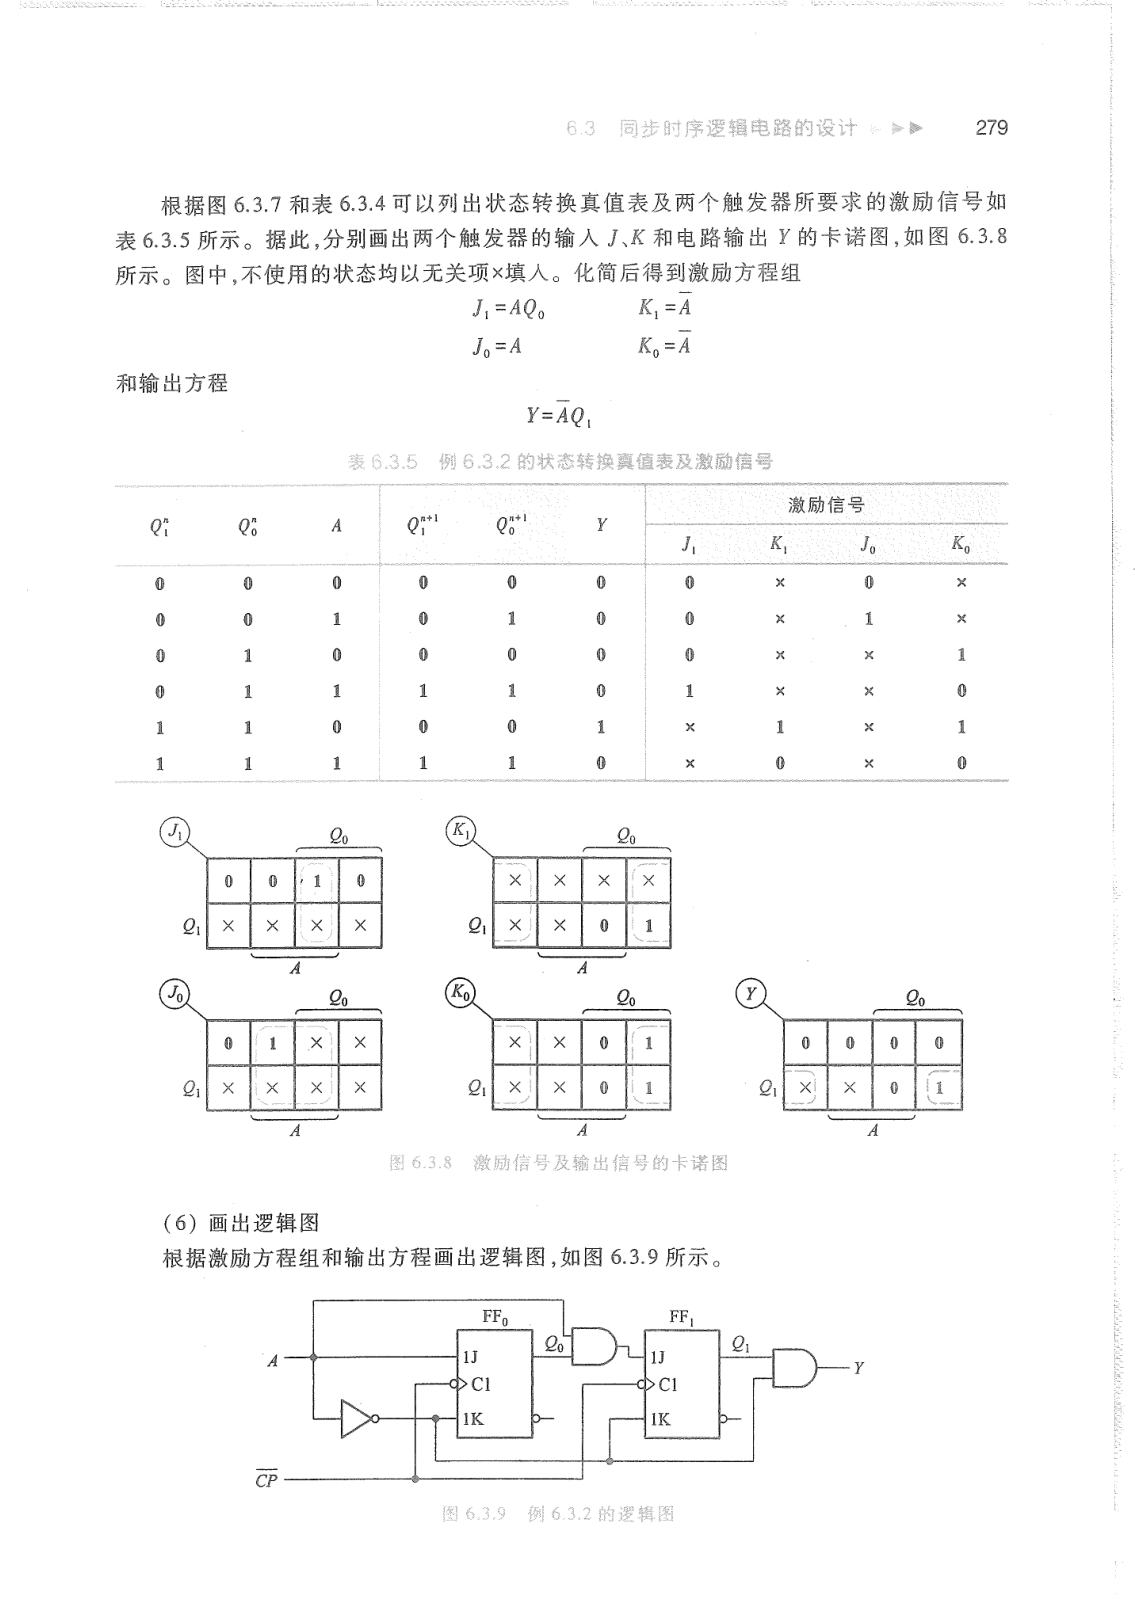 6.3 同步时序逻辑电路的设计 279
根据图 6.3.7 和表 6.3.4 可以列出状态转换真值表及两个触发器所要求的激励信号如
表 6.3.5 所示。据此,分别画出两个触发器的输入 J、K 和电路输出 Y 的卡诺图,如图 6.3.8
所示。图中,不使用的状态均以无关项×填入。化简后得到激励方程组
J₁=AQ₀ K₁=A̅
J₀=A K₀=A̅
和输出方程
Y=A̅Q₁
表 6.3.5 例 6.3.2 的状态转换真值表及激励信号
激励信号
Q₁ⁿ Q₀ⁿ A Q₁ⁿ⁺¹ Q₀ⁿ⁺¹ Y J₁ K₁ J₀ K₀
0 0 0 0 0 0 0 × 0 ×
0 0 1 0 1 0 0 × 1 ×
0 1 0 0 0 0 0 × × 1
0 1 1 1 1 0 1 × × 0
1 1 0 0 0 1 × 1 × 1
1 1 1 1 1 0 × 0 × 0
J₁ Q₀ K₁ Q₀
0 0 1 0 × × × ×
Q₁ × × × × Q₁ × × 0 1
A A
J₀ Q₀ K₀ Q₀ Y Q₀
0 1 × × × × 0 1 0 0 0 0
Q₁ × × × × Q₁ × × 0 1 Q₁ × × 0 1
A A A
图 6.3.8 激励信号及输出信号的卡诺图
(6) 画出逻辑图
根据激励方程组和输出方程画出逻辑图,如图 6.3.9 所示。
FF₀ FF₁
A 1J Q₀ 1J Q₁ Y
C1 C1
1K 1K
C̅P̅
图 6.3.9 例 6.3.2 的逻辑图